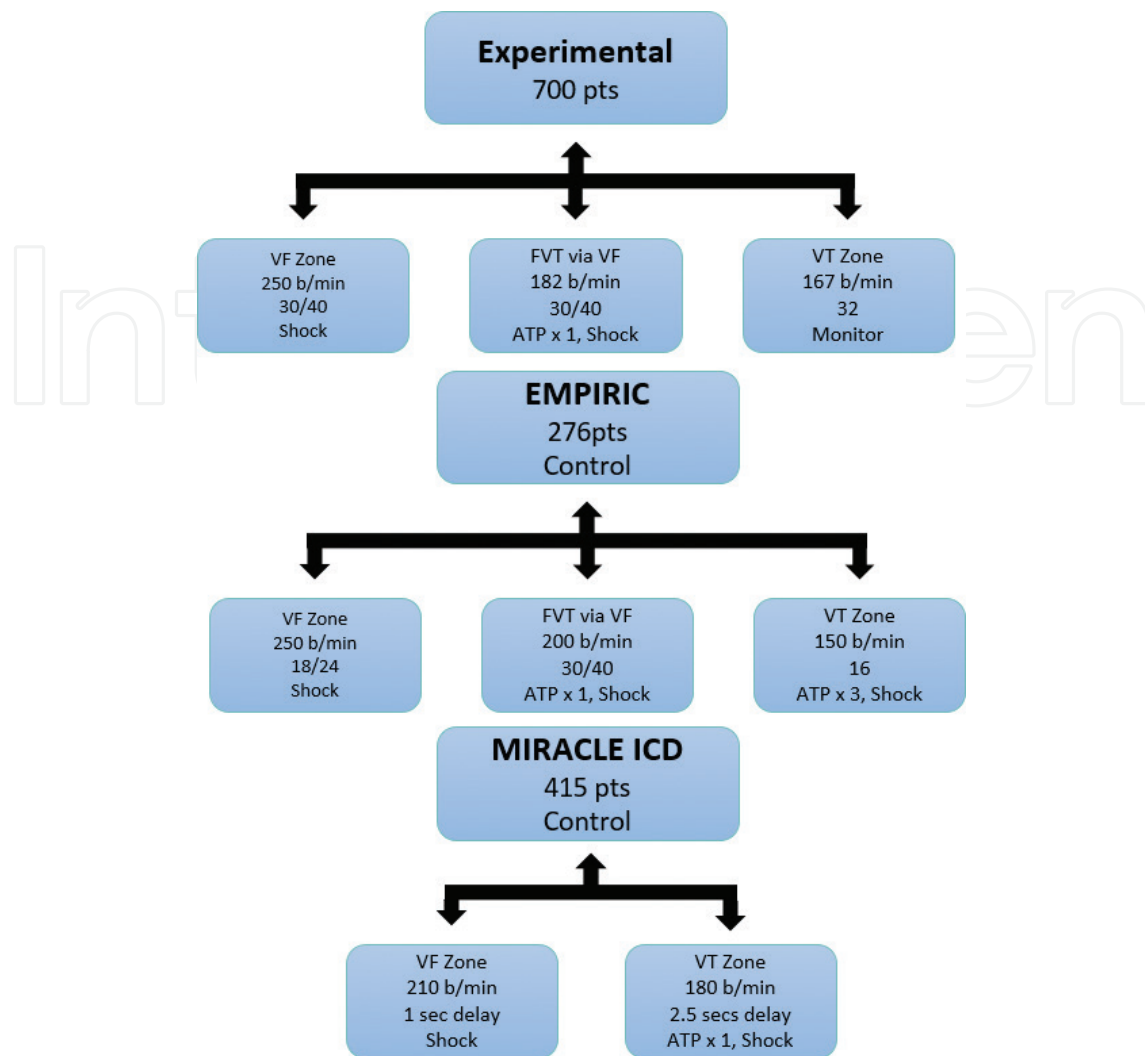 Experimental
700 pts
VF Zone
250 b/min
30/40
Shock
FVT via VF
182 b/min
30/40
ATP x 1, Shock
VT Zone
167 b/min
32
Monitor
EMPIRIC
276pts
Control
VF Zone
250 b/min
18/24
Shock
FVT via VF
200 b/min
30/40
ATP x 1, Shock
VT Zone
150 b/min
16
ATP x 3, Shock
MIRACLE ICD
415 pts
Control
VF Zone
210 b/min
1 sec delay
Shock
VT Zone
180 b/min
2.5 secs delay
ATP x 1, Shock